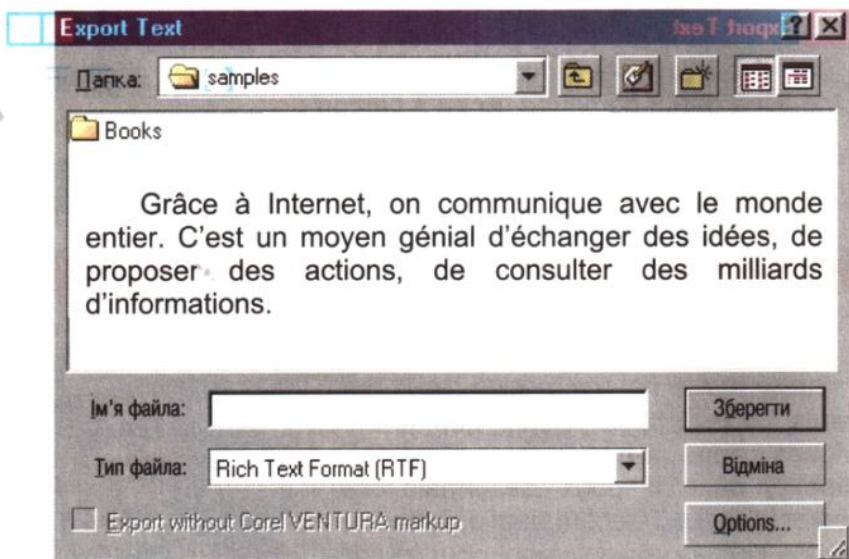 Export Text
Папка: samples
Books
Grâce à Internet, on communique avec le monde
entier. C'est un moyen génial d'échanger des idées, de
proposer des actions, de consulter des milliards
d'informations.
Ім'я файла: Зберегти
Тип файла: Rich Text Format (RTF) Відміна
Export without Corel VENTURA markup Options...